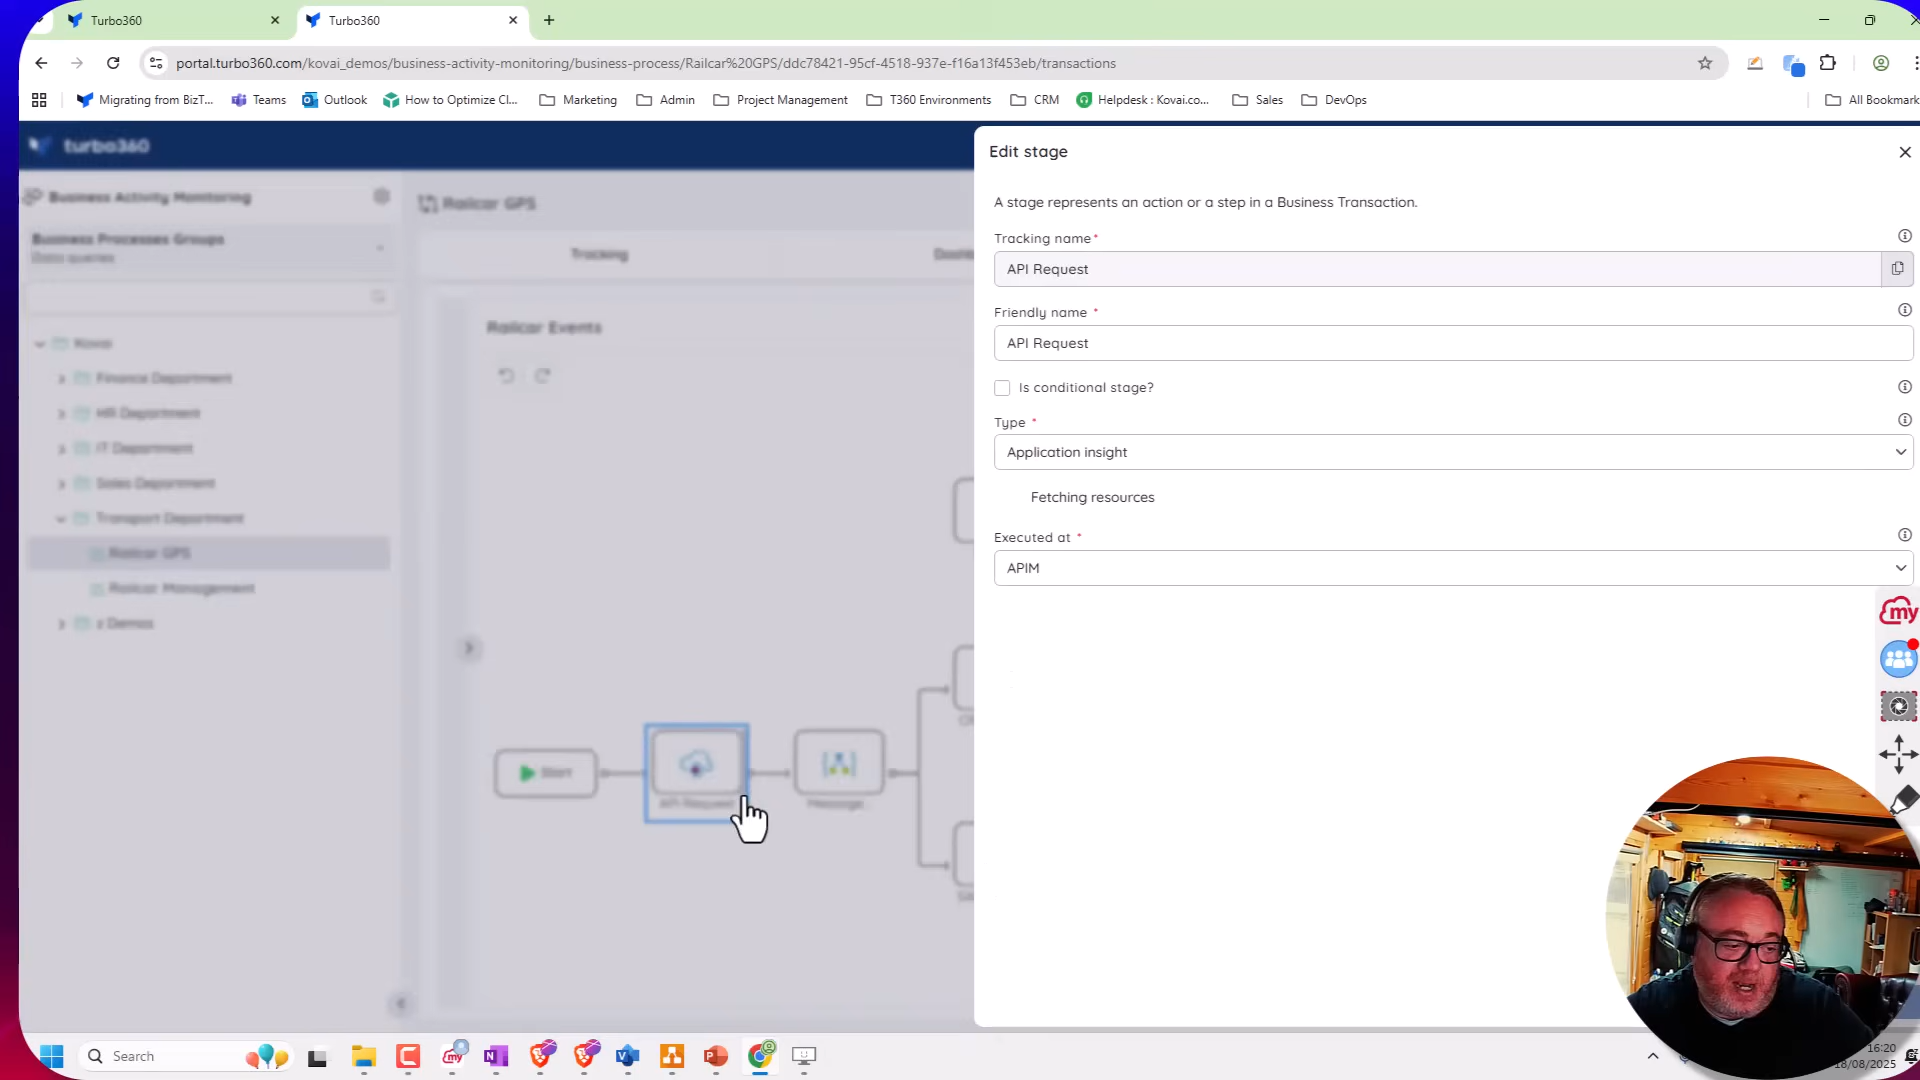 Turbo360
Turbo360
portal.turbo360.com/kovai_demos/business-activity-monitoring/business-process/Railcar%20GPS/ddc78421-95cf-4518-937e-f16a13f453eb/transactions
Migrating from BizT...
Teams
Outlook
How to Optimize Cl...
Marketing
Admin
Project Management
T360 Environments
CRM
Helpdesk : Kovai.co...
Sales
DevOps
All Bookmark
turbo360
Business Activity Monitoring
Business Processes Groups
Data queries
Kovai
Finance Department
HR Department
IT Department
Sales Department
Transport Department
Railcar GPS
Railcar Management
z Demos
Railcar GPS
Tracking
Dashb
Railcar Events
Start
API Request
Message
Edit stage
A stage represents an action or a step in a Business Transaction.
Tracking name*
API Request
Friendly name *
API Request
Is conditional stage?
Type *
Application insight
Fetching resources
Executed at *
APIM
my
Search
16:20
18/08/2025